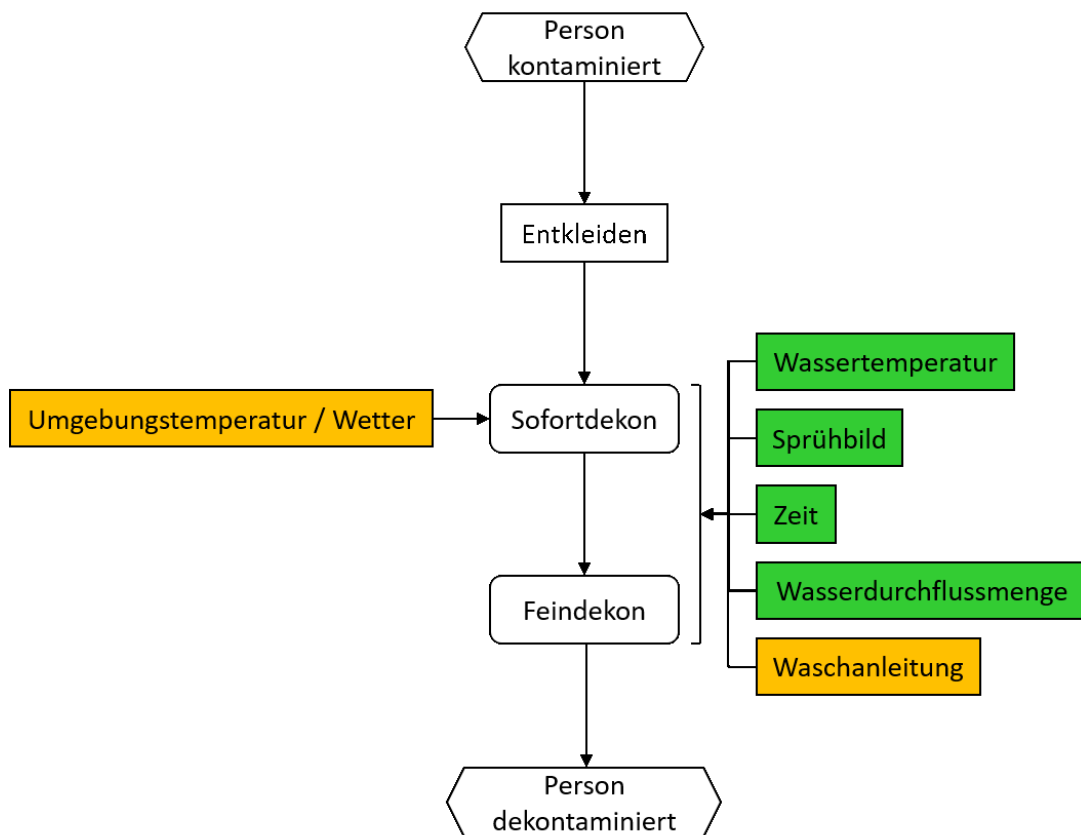 Person
kontaminiert
Entkleiden
Wassertemperatur
Umgebungstemperatur / Wetter
Sofortdekon
Sprühbild
Zeit
Wasserdurchflussmenge
Feindekon
Waschanleitung
Person
dekontaminiert